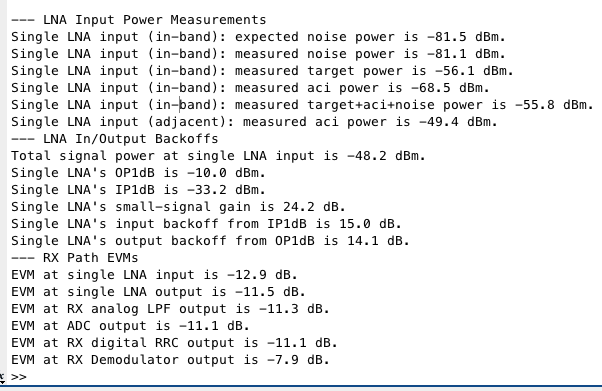 --- LNA Input Power Measurements
Single LNA input (in-band): expected noise power is -81.5 dBm.
Single LNA input (in-band): measured noise power is -81.1 dBm.
Single LNA input (in-band): measured target power is -56.1 dBm.
Single LNA input (in-band): measured aci power is -68.5 dBm.
Single LNA input (in-band): measured target+aci+noise power is -55.8 dBm.
Single LNA input (adjacent): measured aci power is -49.4 dBm.
--- LNA In/Output Backoffs
Total signal power at single LNA input is -48.2 dBm.
Single LNA's OP1dB is -10.0 dBm.
Single LNA's IP1dB is -33.2 dBm.
Single LNA's small-signal gain is 24.2 dB.
Single LNA's input backoff from IP1dB is 15.0 dB.
Single LNA's output backoff from OP1dB is 14.1 dB.
--- RX Path EVMs
EVM at single LNA input is -12.9 dB.
EVM at single LNA output is -11.5 dB.
EVM at RX analog LPF output is -11.3 dB.
EVM at ADC output is -11.1 dB.
EVM at RX digital RRC output is -11.1 dB.
EVM at RX Demodulator output is -7.9 dB.
>>